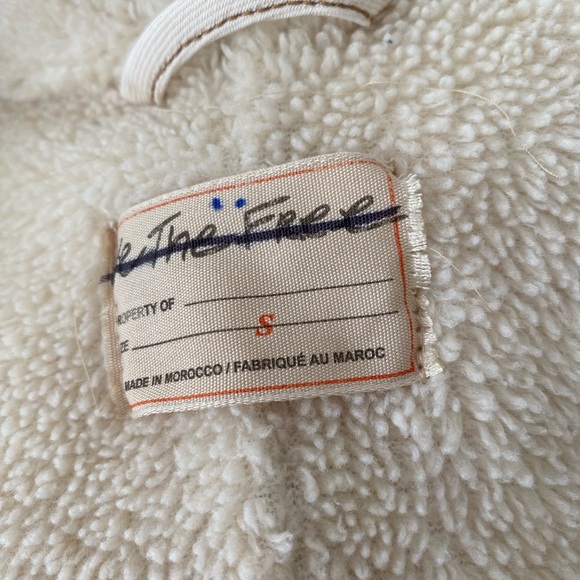 The Free
PROPERTY OF
S
MADE IN MOROCCO / FABRIQUÉ AU MAROC